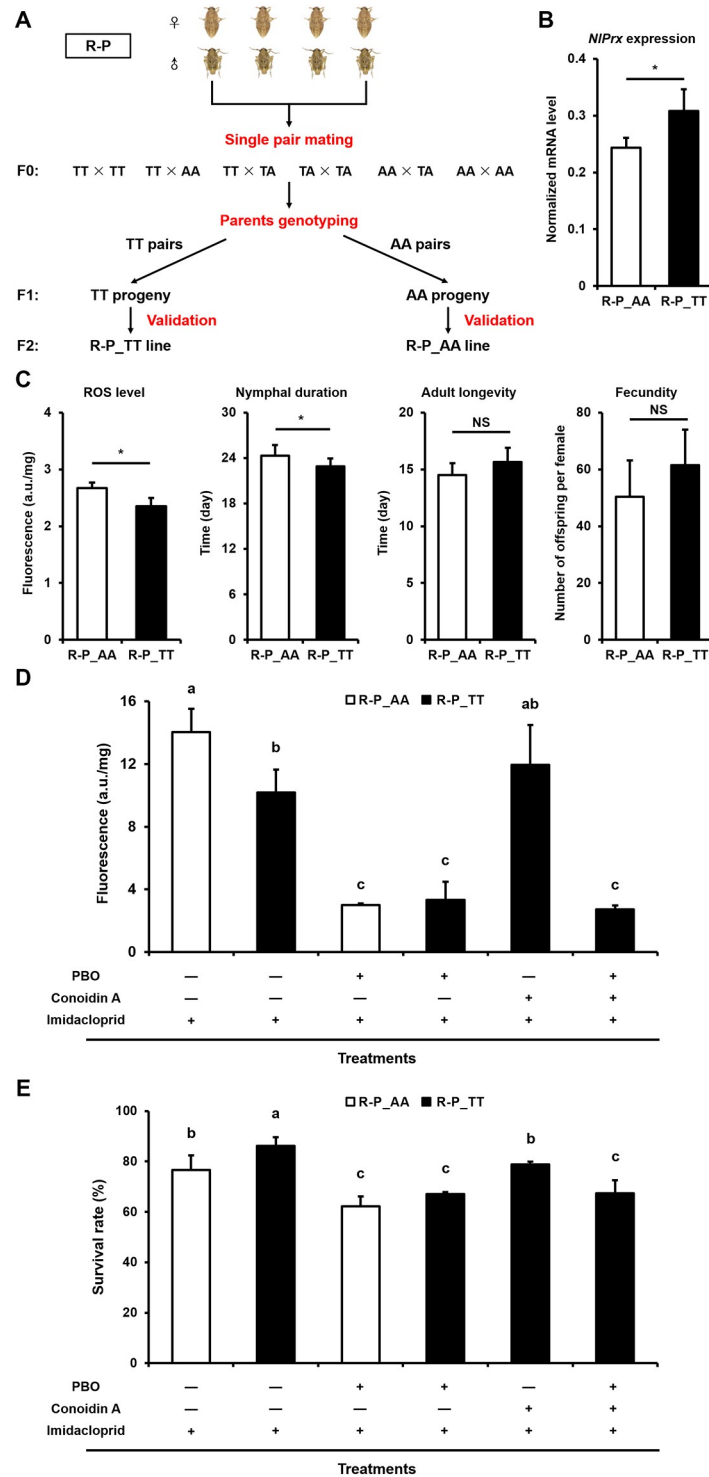 A
R-P
♀
♂
Single pair mating
F0: TT × TT TT × AA TT × TA TA × TA AA × TA AA × AA
Parents genotyping
TT pairs AA pairs
F1: TT progeny AA progeny
Validation Validation
F2: R-P_TT line R-P_AA line
B
NlPrx expression
Normalized mRNA level
0.4
0.3
0.2
0.1
0
*
R-P_AA R-P_TT
C
ROS level
Fluorescence (a.u./mg)
4
3
2
1
0
*
R-P_AA R-P_TT
Nymphal duration
Time (day)
30
24
18
12
6
0
*
R-P_AA R-P_TT
Adult longevity
Time (day)
20
15
10
5
0
NS
R-P_AA R-P_TT
Fecundity
Number of offspring per female
80
60
40
20
0
NS
R-P_AA R-P_TT
D
R-P_AA R-P_TT
Fluorescence (a.u./mg)
16
12
8
4
0
a b c c ab c
PBO — — + + — +
Conoidin A — — — — + +
Imidacloprid + + + + + +
Treatments
E
R-P_AA R-P_TT
Survival rate (%)
100
80
60
40
20
0
b a c c b c
PBO — — + + — +
Conoidin A — — — — + +
Imidacloprid + + + + + +
Treatments